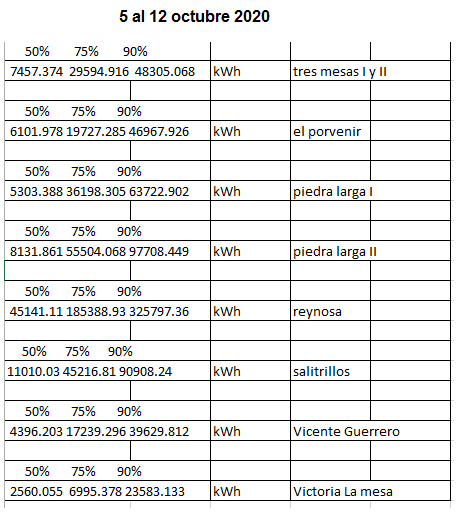 5 al 12 octubre 2020
50% 75% 90%
7457.374 29594.916 48305.068 kWh tres mesas I y II
50% 75% 90%
6101.978 19727.285 46967.926 kWh el porvenir
50% 75% 90%
5303.388 36198.305 63722.902 kWh piedra larga I
50% 75% 90%
8131.861 55504.068 97708.449 kWh piedra larga II
50% 75% 90%
45141.11 185388.93 325797.36 kWh reynosa
50% 75% 90%
11010.03 45216.81 90908.24 kWh salitrillos
50% 75% 90%
4396.203 17239.296 39629.812 kWh Vicente Guerrero
50% 75% 90%
2560.055 6995.378 23583.133 kWh Victoria La mesa